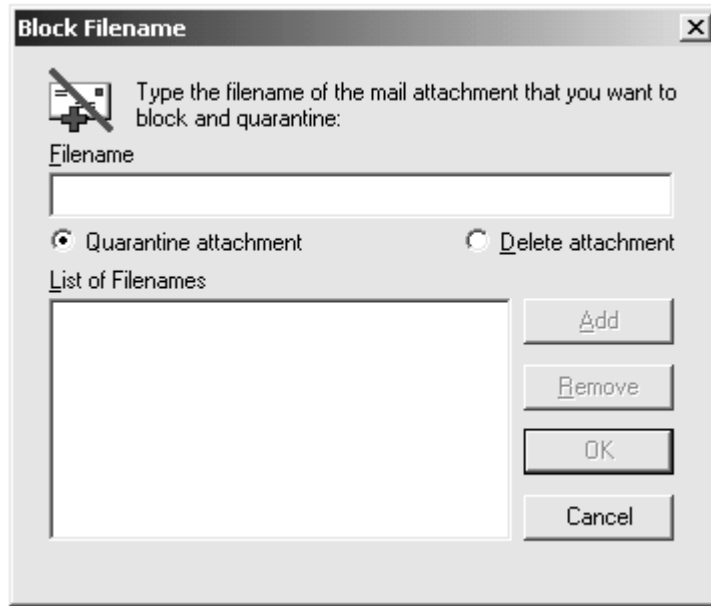 Block Filename
Type the filename of the mail attachment that you want to
block and quarantine:
Filename
Quarantine attachment
Delete attachment
List of Filenames
Add
Remove
OK
Cancel